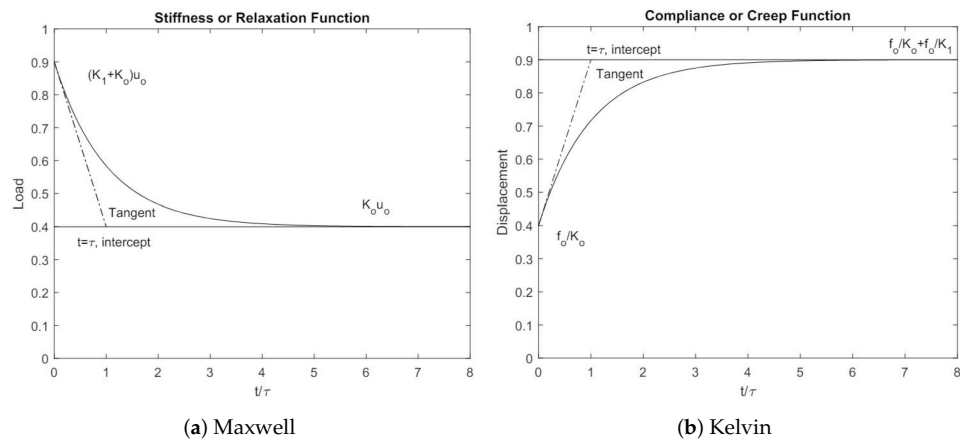 Stiffness or Relaxation Function
(K1+Ko)uo
Kouo
Tangent
t=τ, intercept
Load
0.9
0.8
0.7
0.6
0.5
0.4
0.3
0.2
0.1
0
0 1 2 3 4 5 6 7 8
t/τ
(a) Maxwell
Compliance or Creep Function
fo/Ko+fo/K1
t=τ, intercept
Tangent
fo/Ko
Displacement
1
0.9
0.8
0.7
0.6
0.5
0.4
0.3
0.2
0.1
0
0 1 2 3 4 5 6 7 8
t/τ
(b) Kelvin